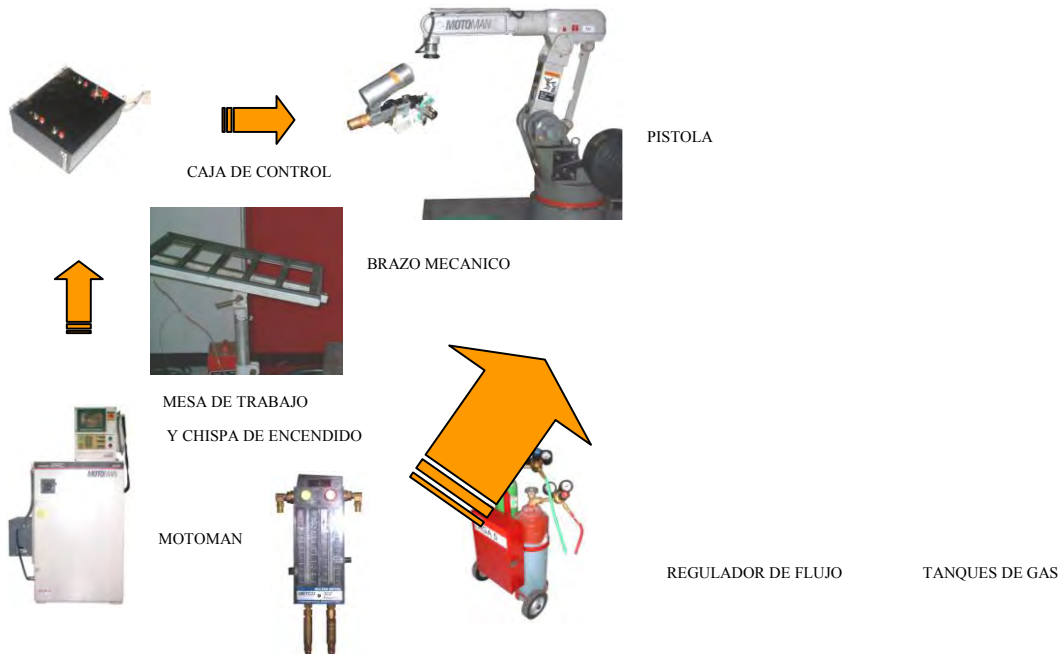 MOTOMAN
PISTOLA
CAJA DE CONTROL
BRAZO MECANICO
MESA DE TRABAJO
Y CHISPA DE ENCENDIDO
MOTOMAN
MOTOMAN
METCO
REGULADOR DE FLUJO
TANQUES DE GAS